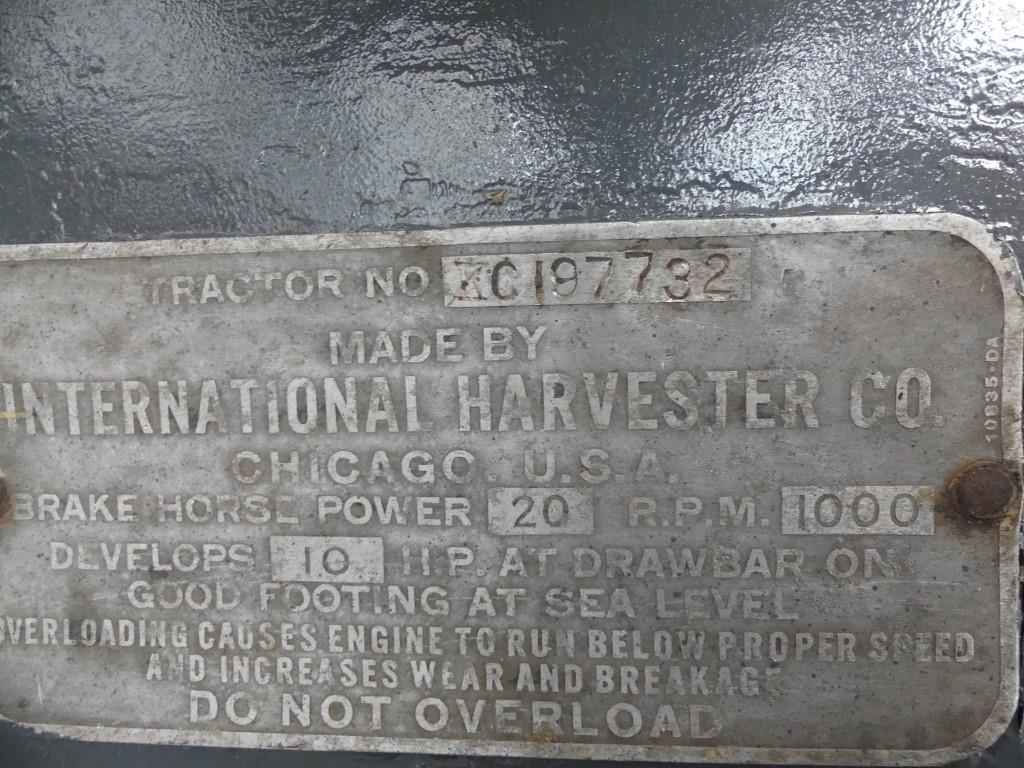 TRACTOR NO KC197732
MADE BY
INTERNATIONAL HARVESTER CO.
CHICAGO. U.S.A.
BRAKE HORSE POWER 20 R.P.M. 1000
DEVELOPS 10 H.P. AT DRAWBAR ON
GOOD FOOTING AT SEA LEVEL
OVERLOADING CAUSES ENGINE TO RUN BELOW PROPER SPEED
AND INCREASES WEAR AND BREAKAGE
DO NOT OVERLOAD
10835-DA